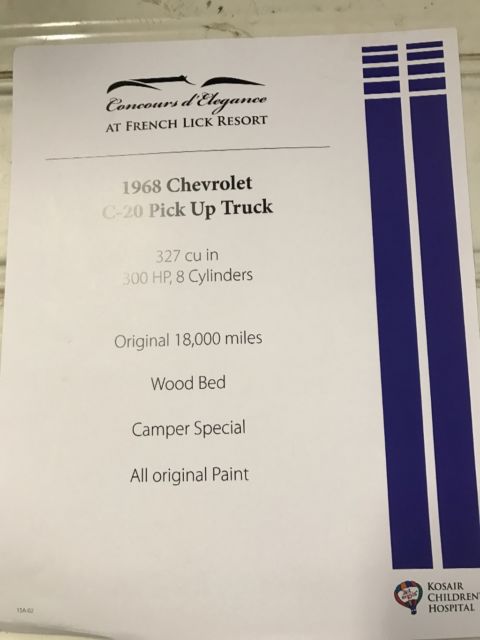 Concours d'Elegance
AT FRENCH LICK RESORT
1968 Chevrolet
C-20 Pick Up Truck
327 cu in
300 HP, 8 Cylinders
Original 18,000 miles
Wood Bed
Camper Special
All original Paint
KOSAIR
CHILDREN'
HOSPITAL
15A-02